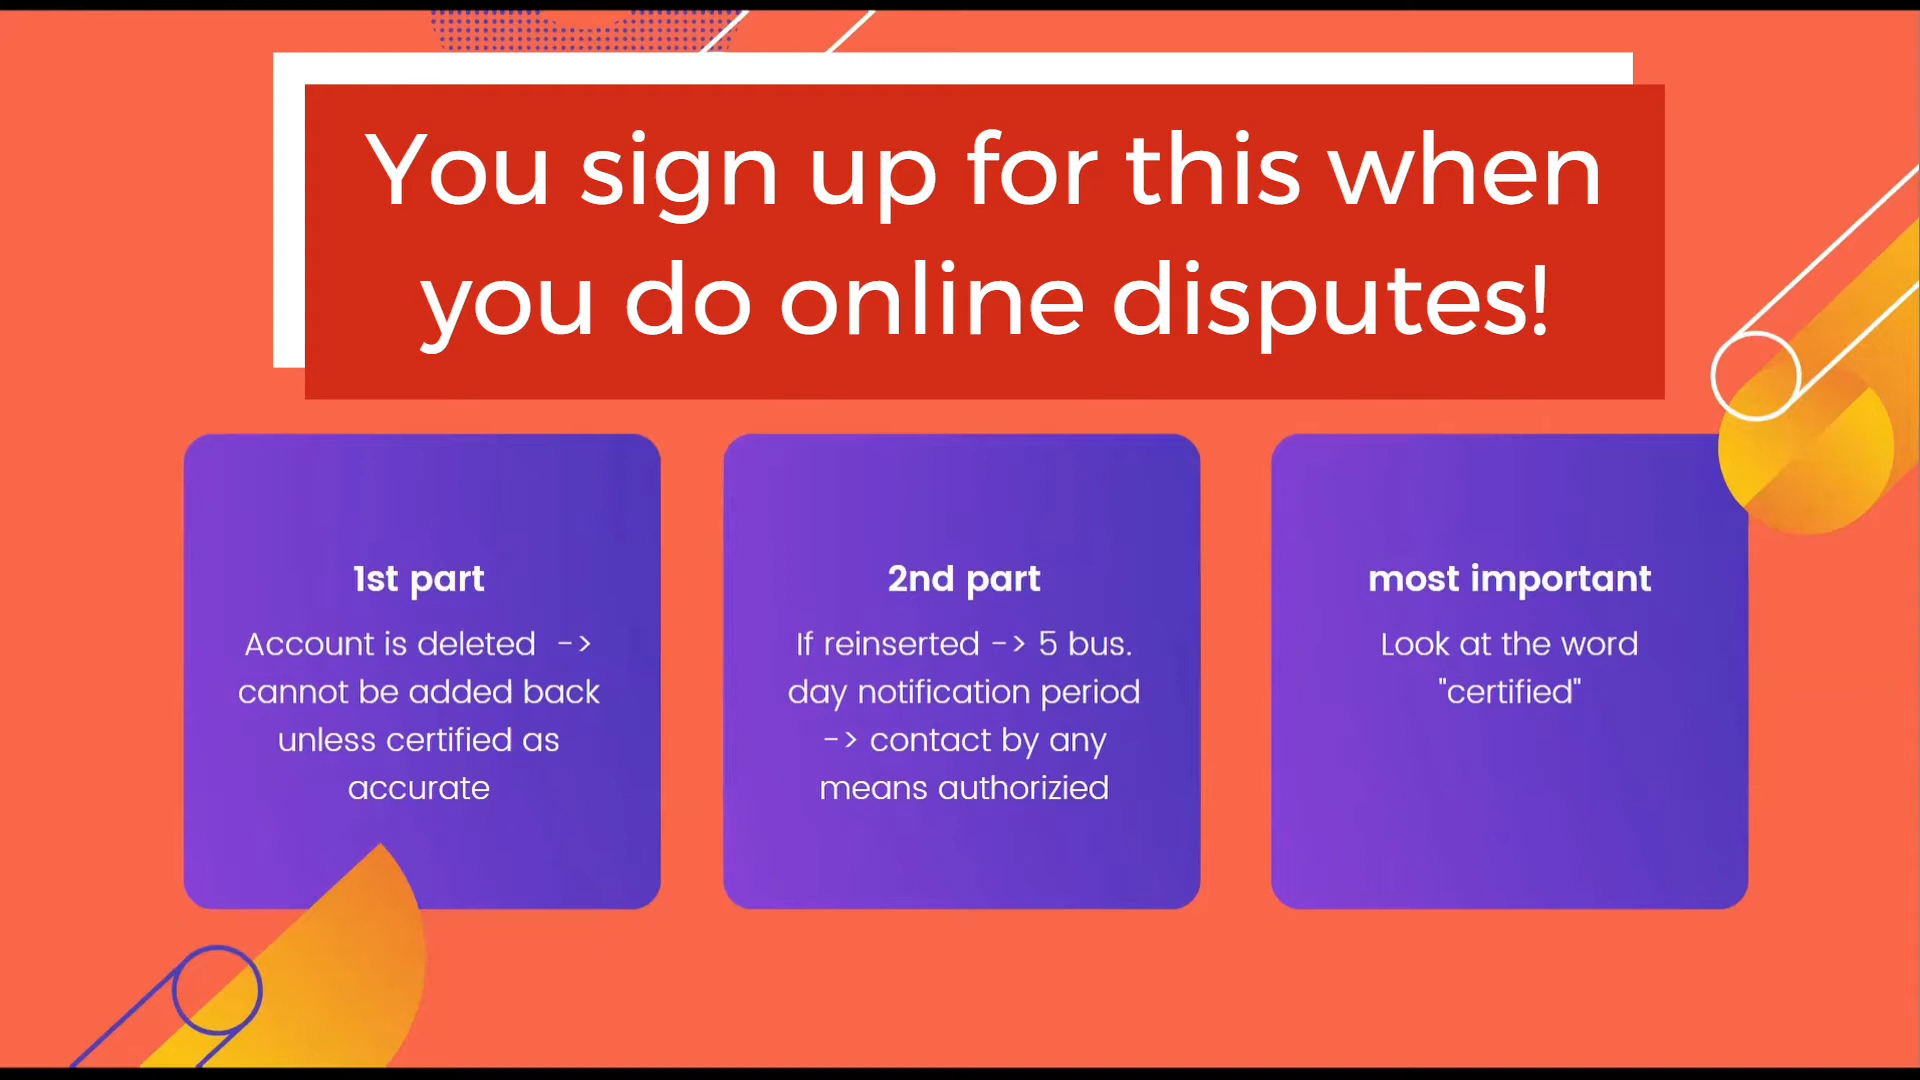 You sign up for this when
you do online disputes!
1st part
Account is deleted ->
cannot be added back
unless certified as
accurate
2nd part
If reinserted -> 5 bus.
day notification period
-> contact by any
means authorizied
most important
Look at the word
"certified"